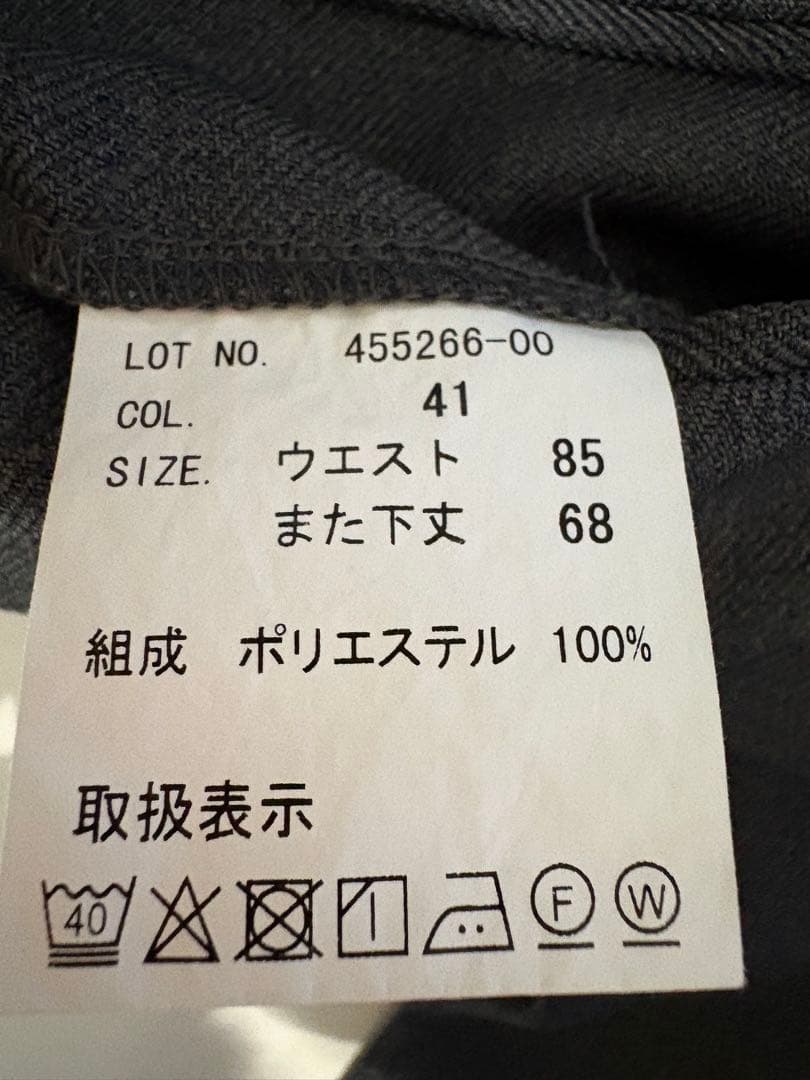 LOT NO. 455266-00
COL. 41
SIZE. ウエスト 85
また下丈 68
組成 ポリエステル 100%
取扱表示
40 F W